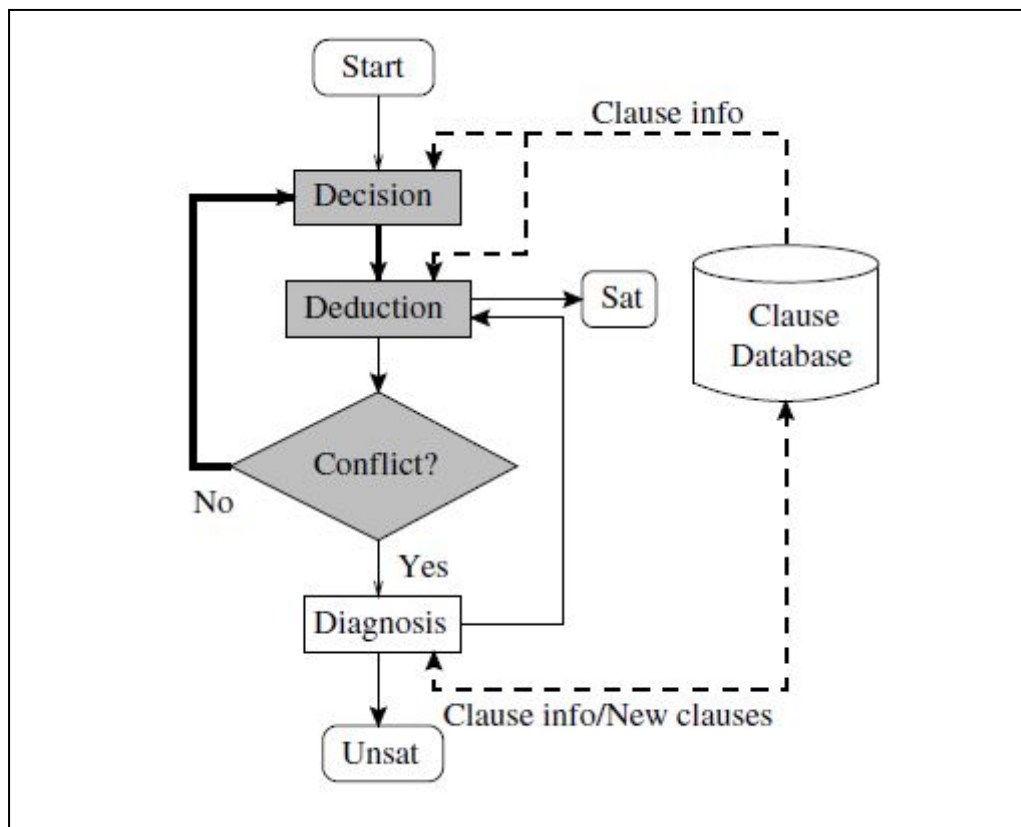 Start
Clause info
Decision
Deduction
Sat
Clause
Database
Conflict?
No
Yes
Diagnosis
Clause info/New clauses
Unsat